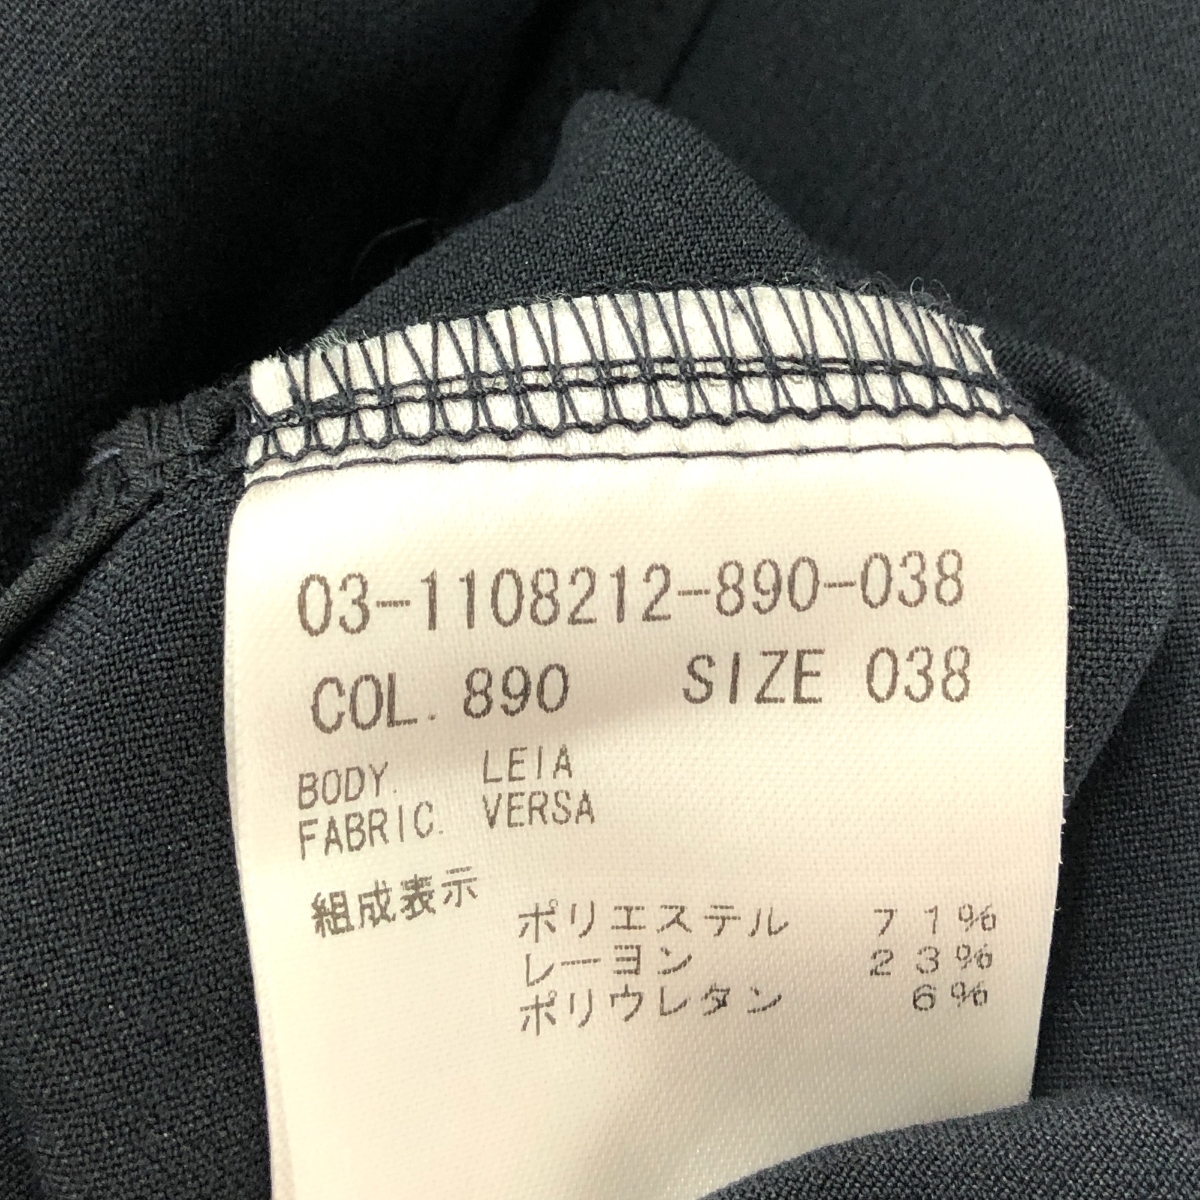 03-1108212-890-038
COL. 890 SIZE 038
BODY. LEIA
FABRIC. VERSA
組成表示
ポリエステル 71%
レーヨン 23%
ポリウレタン 6%